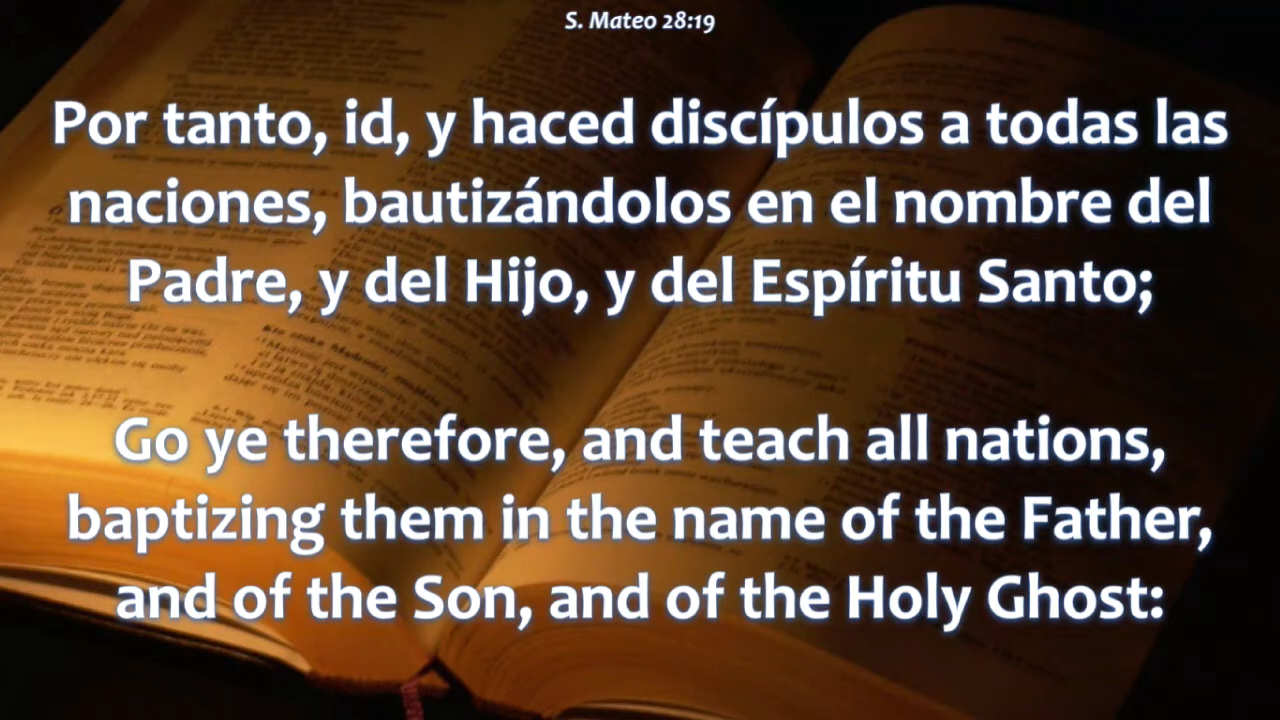 S. Mateo 28:19
Por tanto, id, y haced discípulos a todas las
naciones, bautizándolos en el nombre del
Padre, y del Hijo, y del Espíritu Santo;
Go ye therefore, and teach all nations,
baptizing them in the name of the Father,
and of the Son, and of the Holy Ghost: